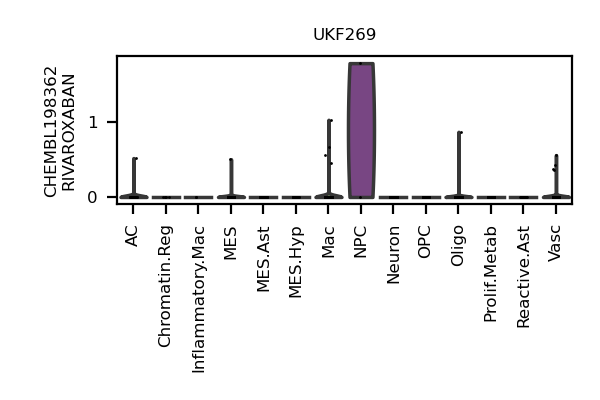 UKF269
CHEMBL198362
RIVAROXABAN
1
0
AC
Chromatin.Reg
Inflammatory.Mac
MES
MES.Ast
MES.Hyp
Mac
NPC
Neuron
OPC
Oligo
Prolif.Metab
Reactive.Ast
Vasc